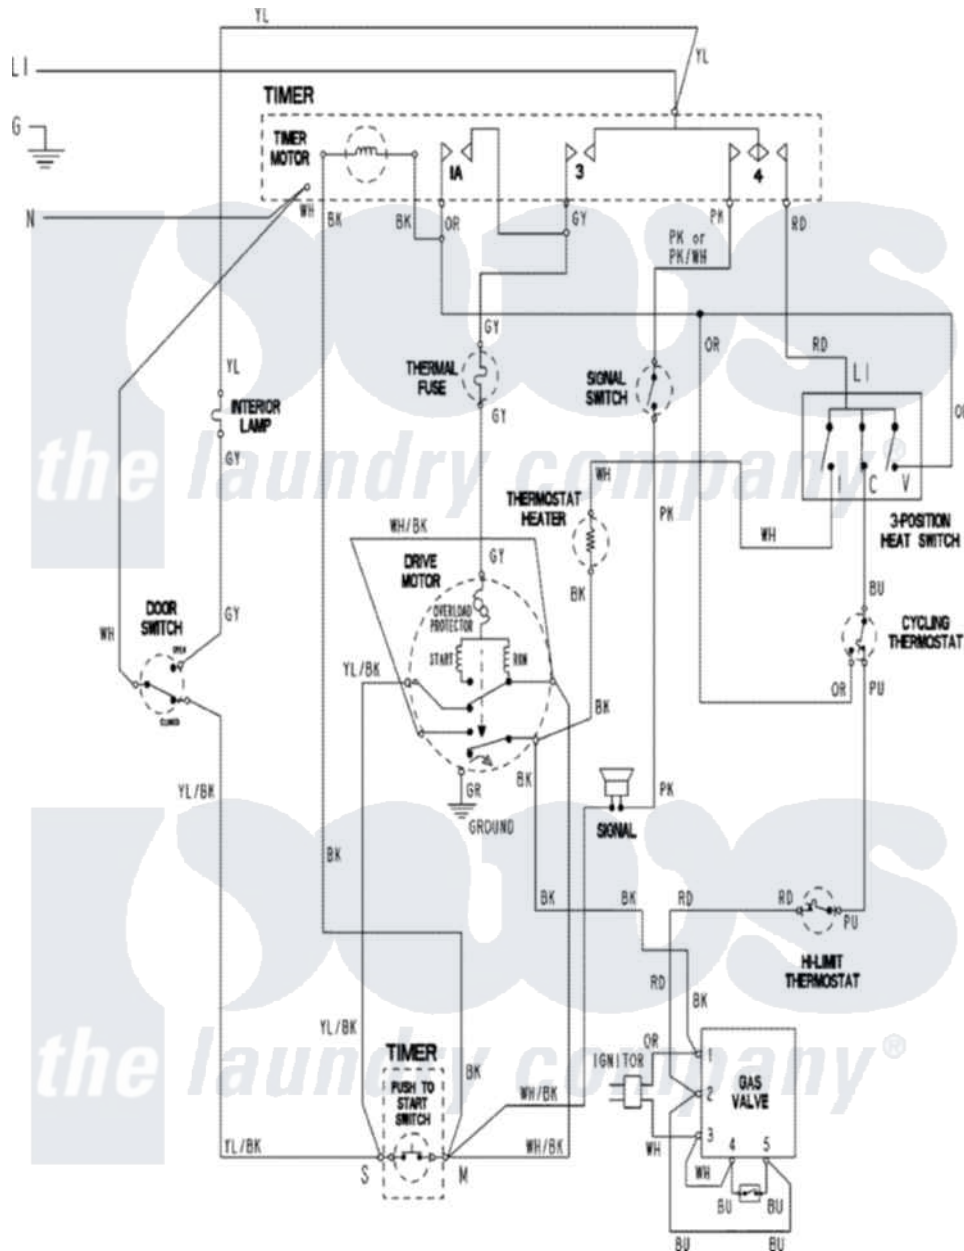 YL
YL
L1
TIMER
G
TIMER
MOTOR
1A
3
4
N
WH
BK
BK
OR
GY
PK
RD
PK or
PK/WH
GY
OR
RD
L1
YL
THERMAL
FUSE
SIGNAL
SWITCH
INTERIOR
LAMP
GY
GY
the laundry company®
I
C
V
WH
THERMOSTAT
HEATER
PK
3-POSITION
HEAT SWITCH
WH/BK
WH
GY
DRIVE
MOTOR
BK
BU
DOOR
SWITCH
GY
OVERLOAD
PROTECTOR
CYCLING
THERMOSTAT
WH
OPEN
START
RUN
YL/BK
OR
PU
BK
CLOSED
YL/BK
GR
BK
PK
GROUND
SIGNAL
BK
BK
BK
RD
RD
PU
HI-LIMIT
THERMOSTAT
RD
BK
YL/BK
the laundry company®
TIMER
OR
IGNITOR
1
PUSH TO
START
SWITCH
BK
GAS
VALVE
WH/BK
2
3
YL/BK
WH/BK
WH
4
5
S
M
WH
BU
BU
BU
BU